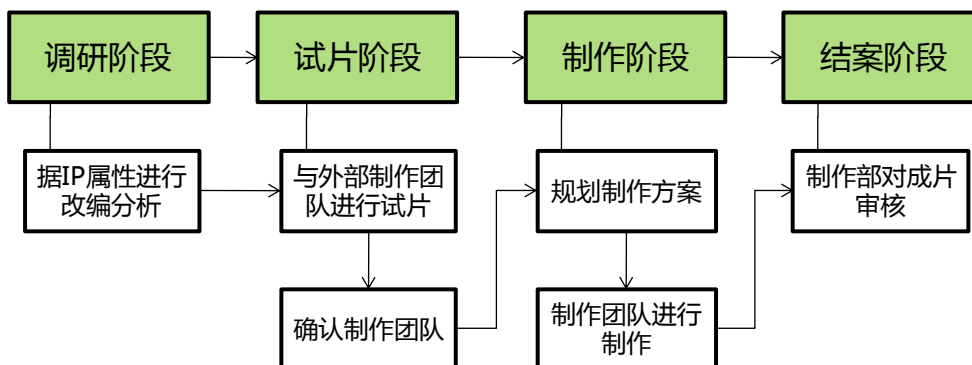 调研阶段
试片阶段
制作阶段
结案阶段
据IP属性进行
改编分析
与外部制作团
队进行试片
规划制作方案
制作部对成片
审核
确认制作团队
制作团队进行
制作